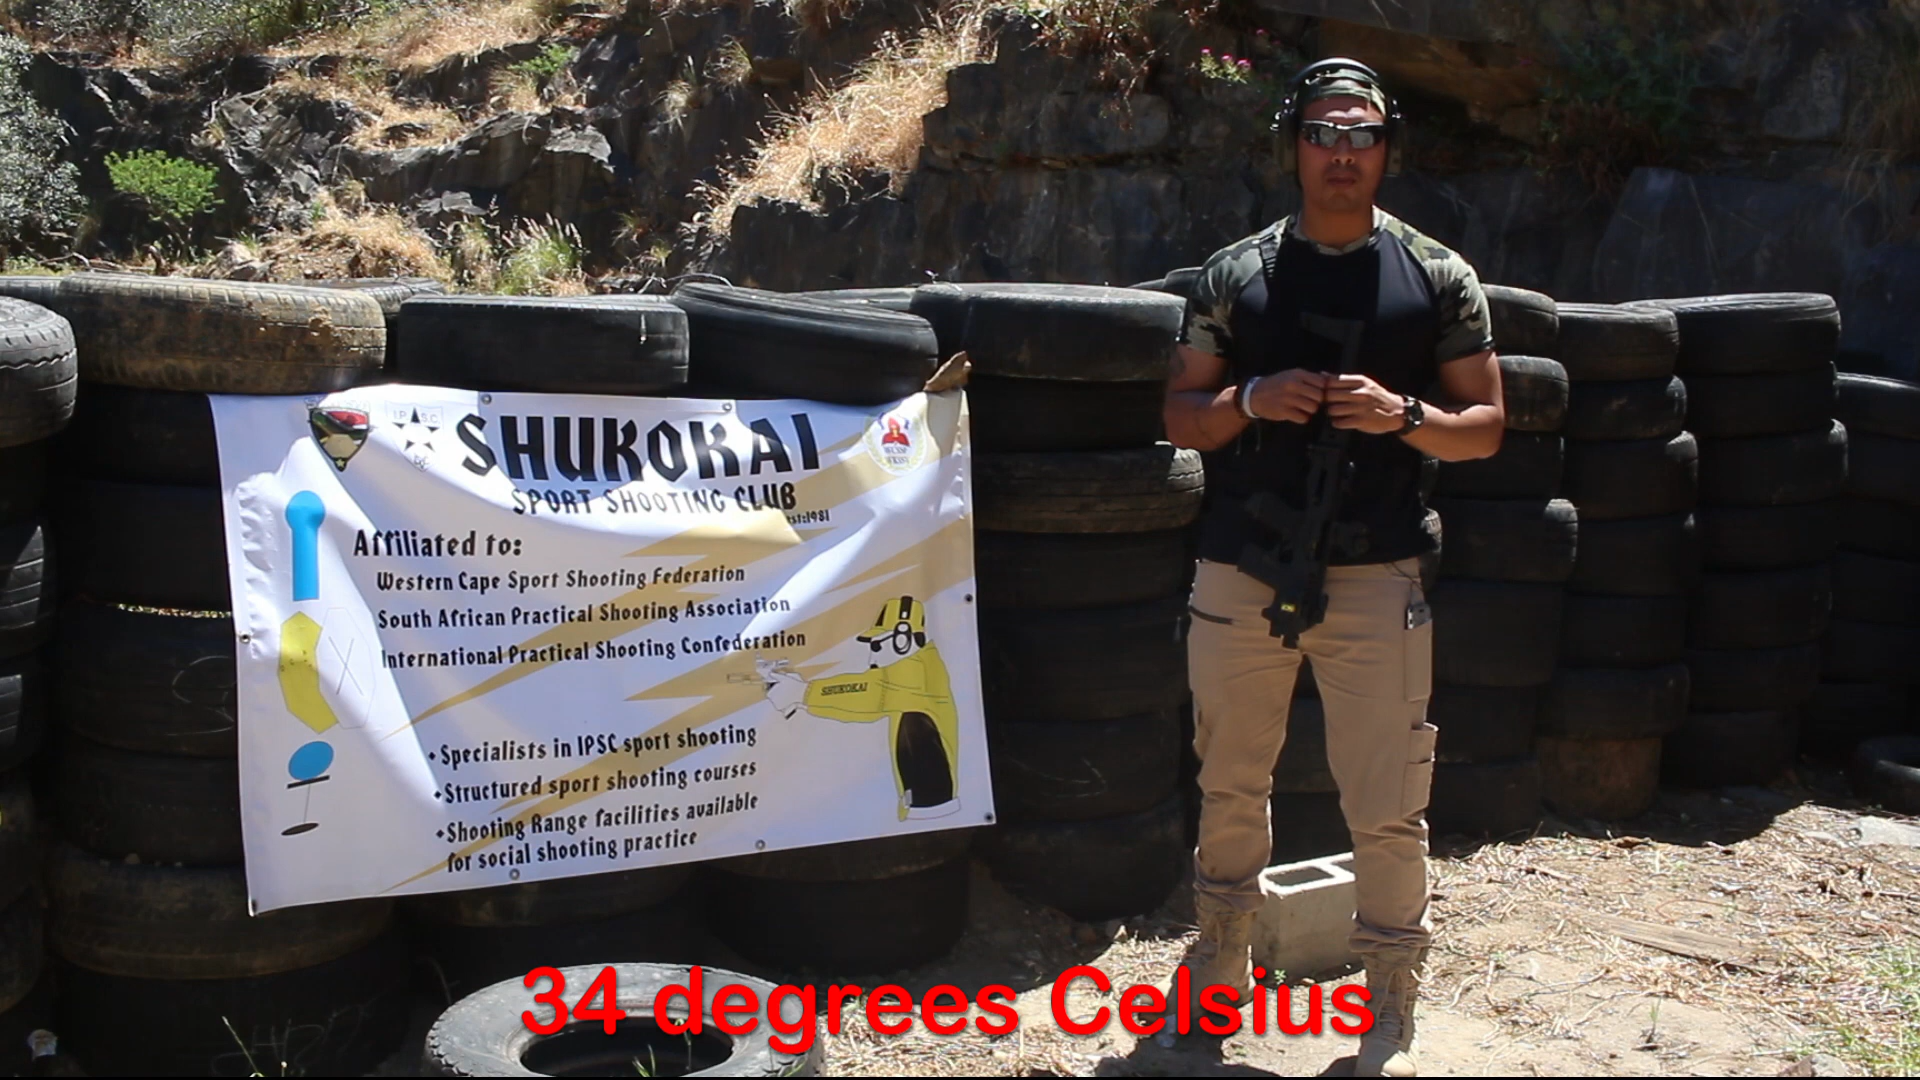 I.P.S.C.
SHUKOKAI
SPORT SHOOTING CLUB
est:1981
Affiliated to:
Western Cape Sport Shooting Federation
South African Practical Shooting Association
International Practical Shooting Confederation
SHUKOKAI
• Specialists in IPSC sport shooting
• Structured sport shooting courses
• Shooting Range facilities available
for social shooting practice
34 degrees Celsius